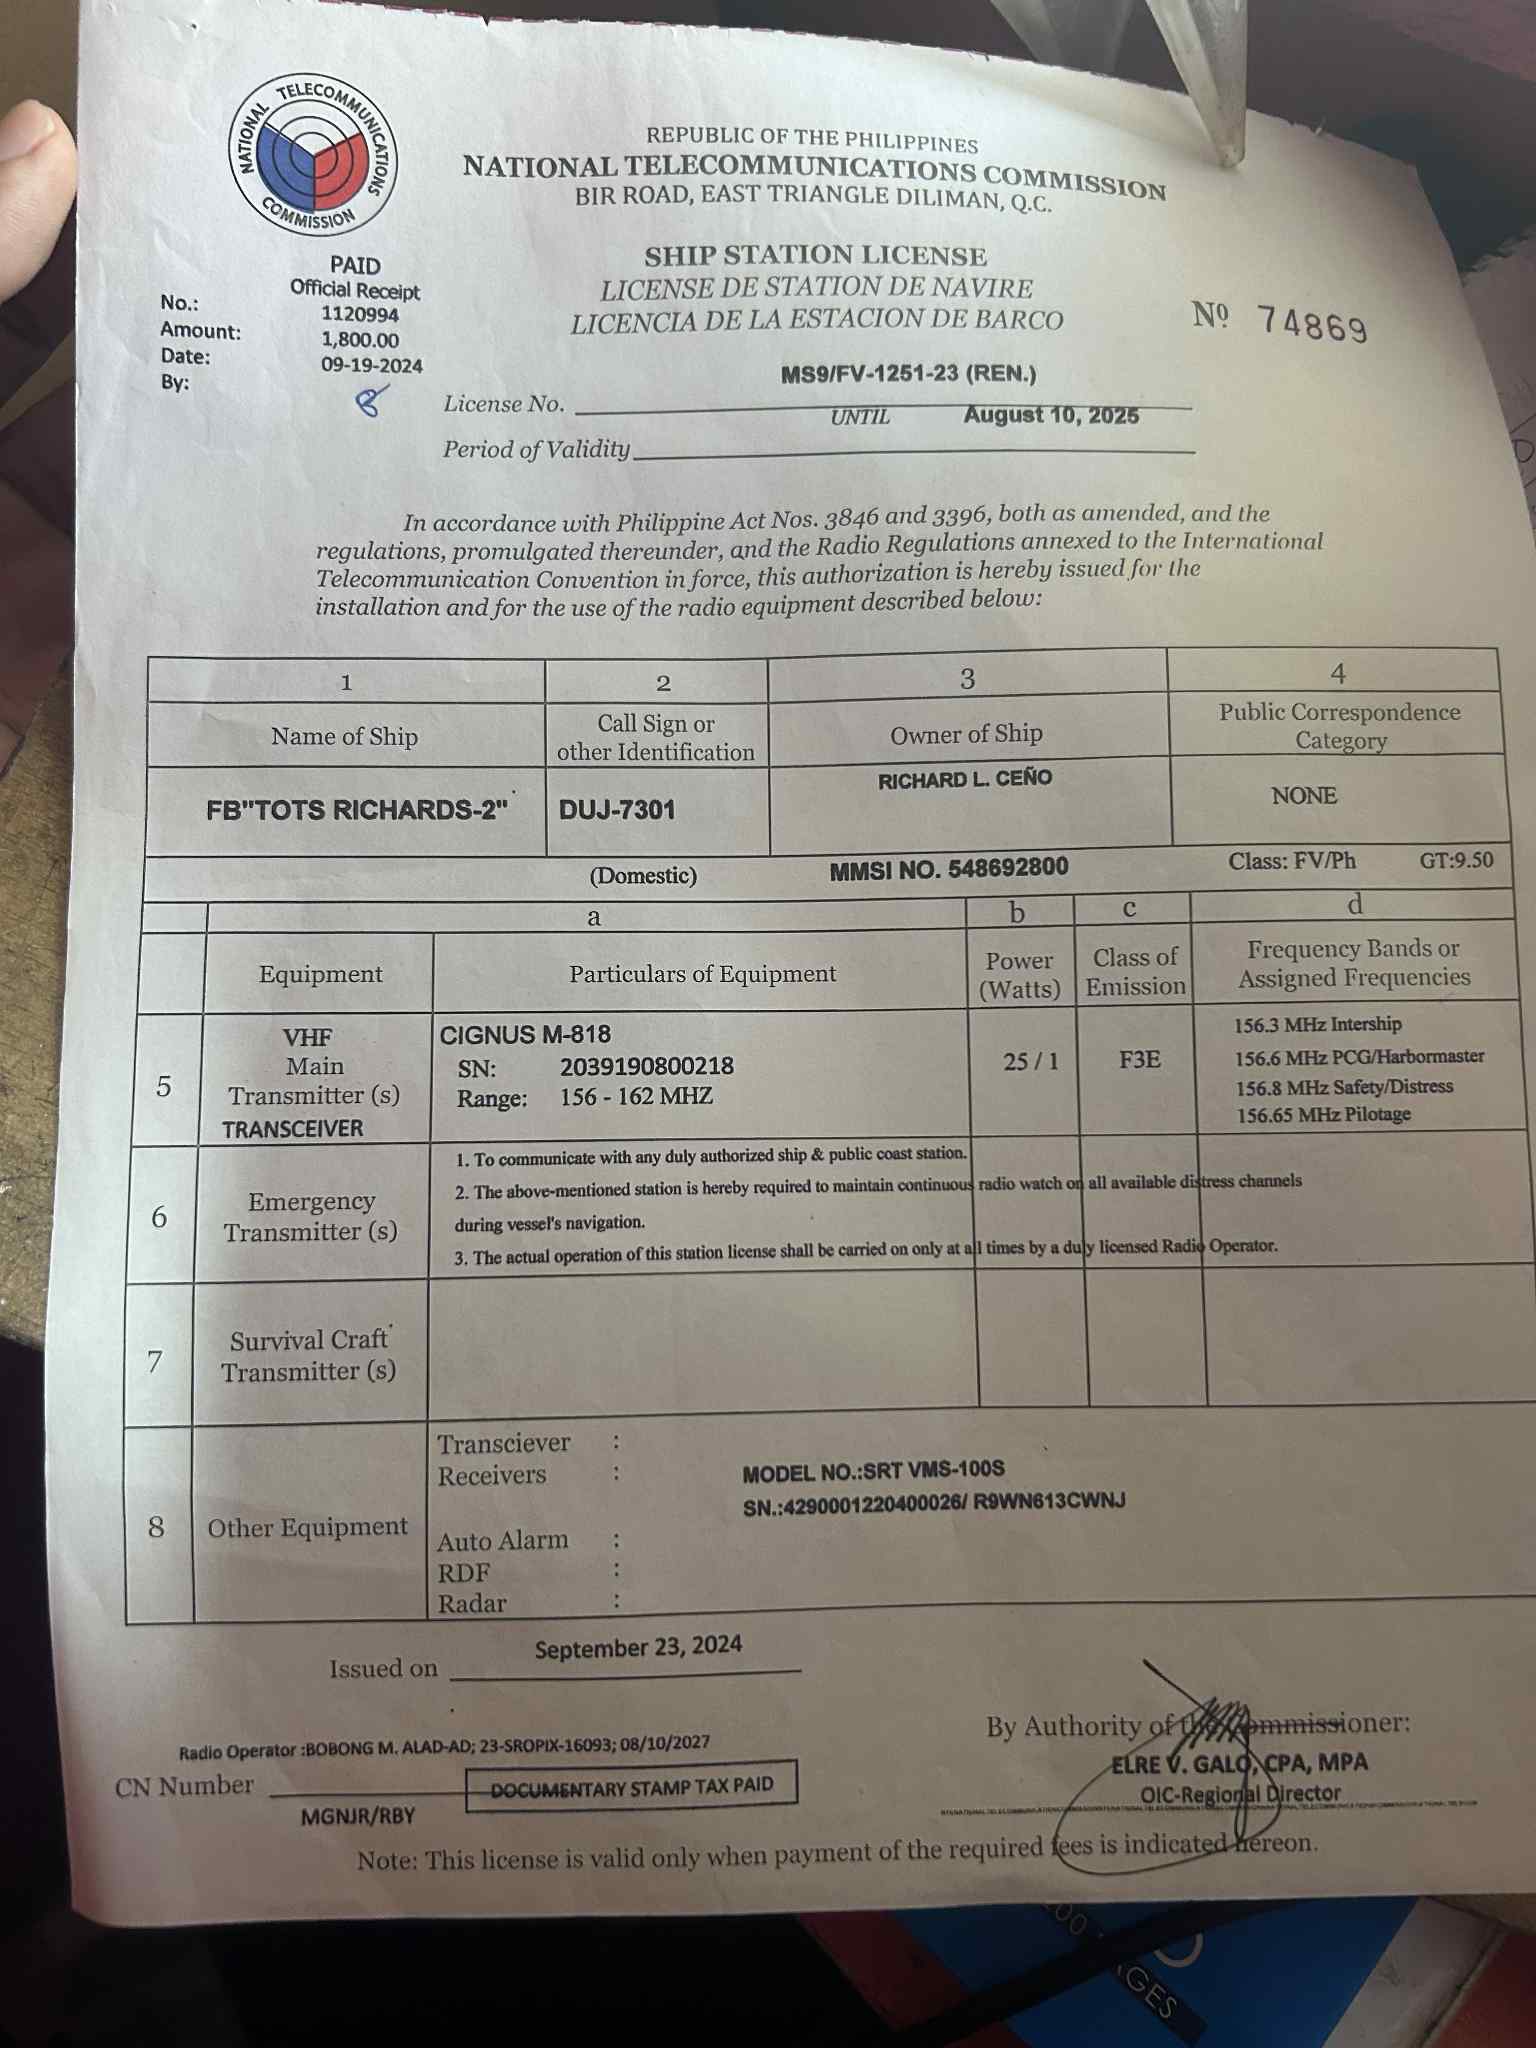 NATIONAL TELECOMMUNICATIONS COMMISSION
REPUBLIC OF THE PHILIPPINES
NATIONAL TELECOMMUNICATIONS COMMISSION
BIR ROAD, EAST TRIANGLE DILIMAN, Q.C.
PAID
Official Receipt
No.: 1120994
Amount: 1,800.00
Date: 09-19-2024
By:
SHIP STATION LICENSE
LICENSE DE STATION DE NAVIRE
LICENCIA DE LA ESTACION DE BARCO
Nº 74869
MS9/FV-1251-23 (REN.)
License No.
UNTIL August 10, 2025
Period of Validity
In accordance with Philippine Act Nos. 3846 and 3396, both as amended, and the
regulations, promulgated thereunder, and the Radio Regulations annexed to the International
Telecommunication Convention in force, this authorization is hereby issued for the
installation and for the use of the radio equipment described below:
1 2 3 4
Name of Ship
Call Sign or
other Identification
Owner of Ship
Public Correspondence
Category
FB"TOTS RICHARDS-2"
DUJ-7301
RICHARD L. CEÑO
NONE
(Domestic) MMSI NO. 548692800 Class: FV/Ph GT:9.50
a b c d
Equipment
Particulars of Equipment
Power
(Watts)
Class of
Emission
Frequency Bands or
Assigned Frequencies
5
VHF
Main
Transmitter (s)
TRANSCEIVER
CIGNUS M-818
SN: 2039190800218
Range: 156 - 162 MHZ
25 / 1
F3E
156.3 MHz Intership
156.6 MHz PCG/Harbormaster
156.8 MHz Safety/Distress
156.65 MHz Pilotage
6
Emergency
Transmitter (s)
1. To communicate with any duly authorized ship & public coast station.
2. The above-mentioned station is hereby required to maintain continuous radio watch on all available distress channels
during vessel's navigation.
3. The actual operation of this station license shall be carried on only at all times by a duly licensed Radio Operator.
7
Survival Craft
Transmitter (s)
8
Other Equipment
Transciever :
Receivers :
MODEL NO.:SRT VMS-100S
SN.:4290001220400026/ R9WN613CWNJ
Auto Alarm :
RDF :
Radar :
Issued on September 23, 2024
By Authority of the Commissioner:
ELRE V. GALO, CPA, MPA
OIC-Regional Director
Radio Operator :BOBONG M. ALAD-AD; 23-SROPIX-16093; 08/10/2027
CN Number
DOCUMENTARY STAMP TAX PAID
MGNJR/RBY
Note: This license is valid only when payment of the required fees is indicated hereon.